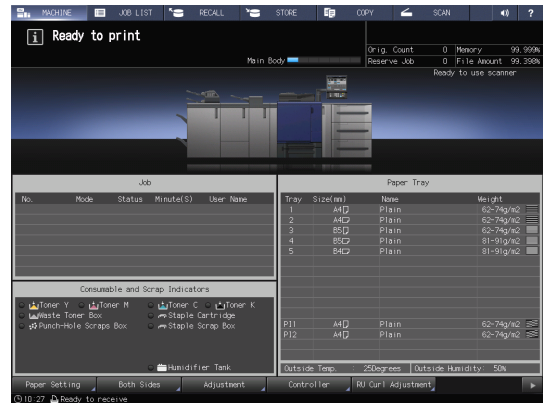 MACHINE JOB LIST RECALL STORE COPY SCAN ?
i Ready to print
Main Body
Orig. Count 0 Memory 99.999%
Reserve Job 0 File Amount 99.398%
Ready to use scanner
Job
No. Mode Status Minute(S) User Name
Paper Tray
Tray Size(mm) Name Weight
1 A4 Plain 62-74g/m2
2 A4 Plain 62-74g/m2
3 B5 Plain 62-74g/m2
4 B5 Plain 81-91g/m2
5 B4 Plain 81-91g/m2
PI1 A4 Plain 62-74g/m2
PI2 A4 Plain 62-74g/m2
Consumable and Scrap Indicators
Toner Y Toner M Toner C Toner K
Waste Toner Box Staple Cartridge
Punch-Hole Scraps Box Staple Scrap Box
Humidifier Tank
Outside Temp. : 25Degrees Outside Humidity: 50%
Paper Setting Both Sides Adjustment Controller RU Curl Adjustment
10:27 Ready to receive